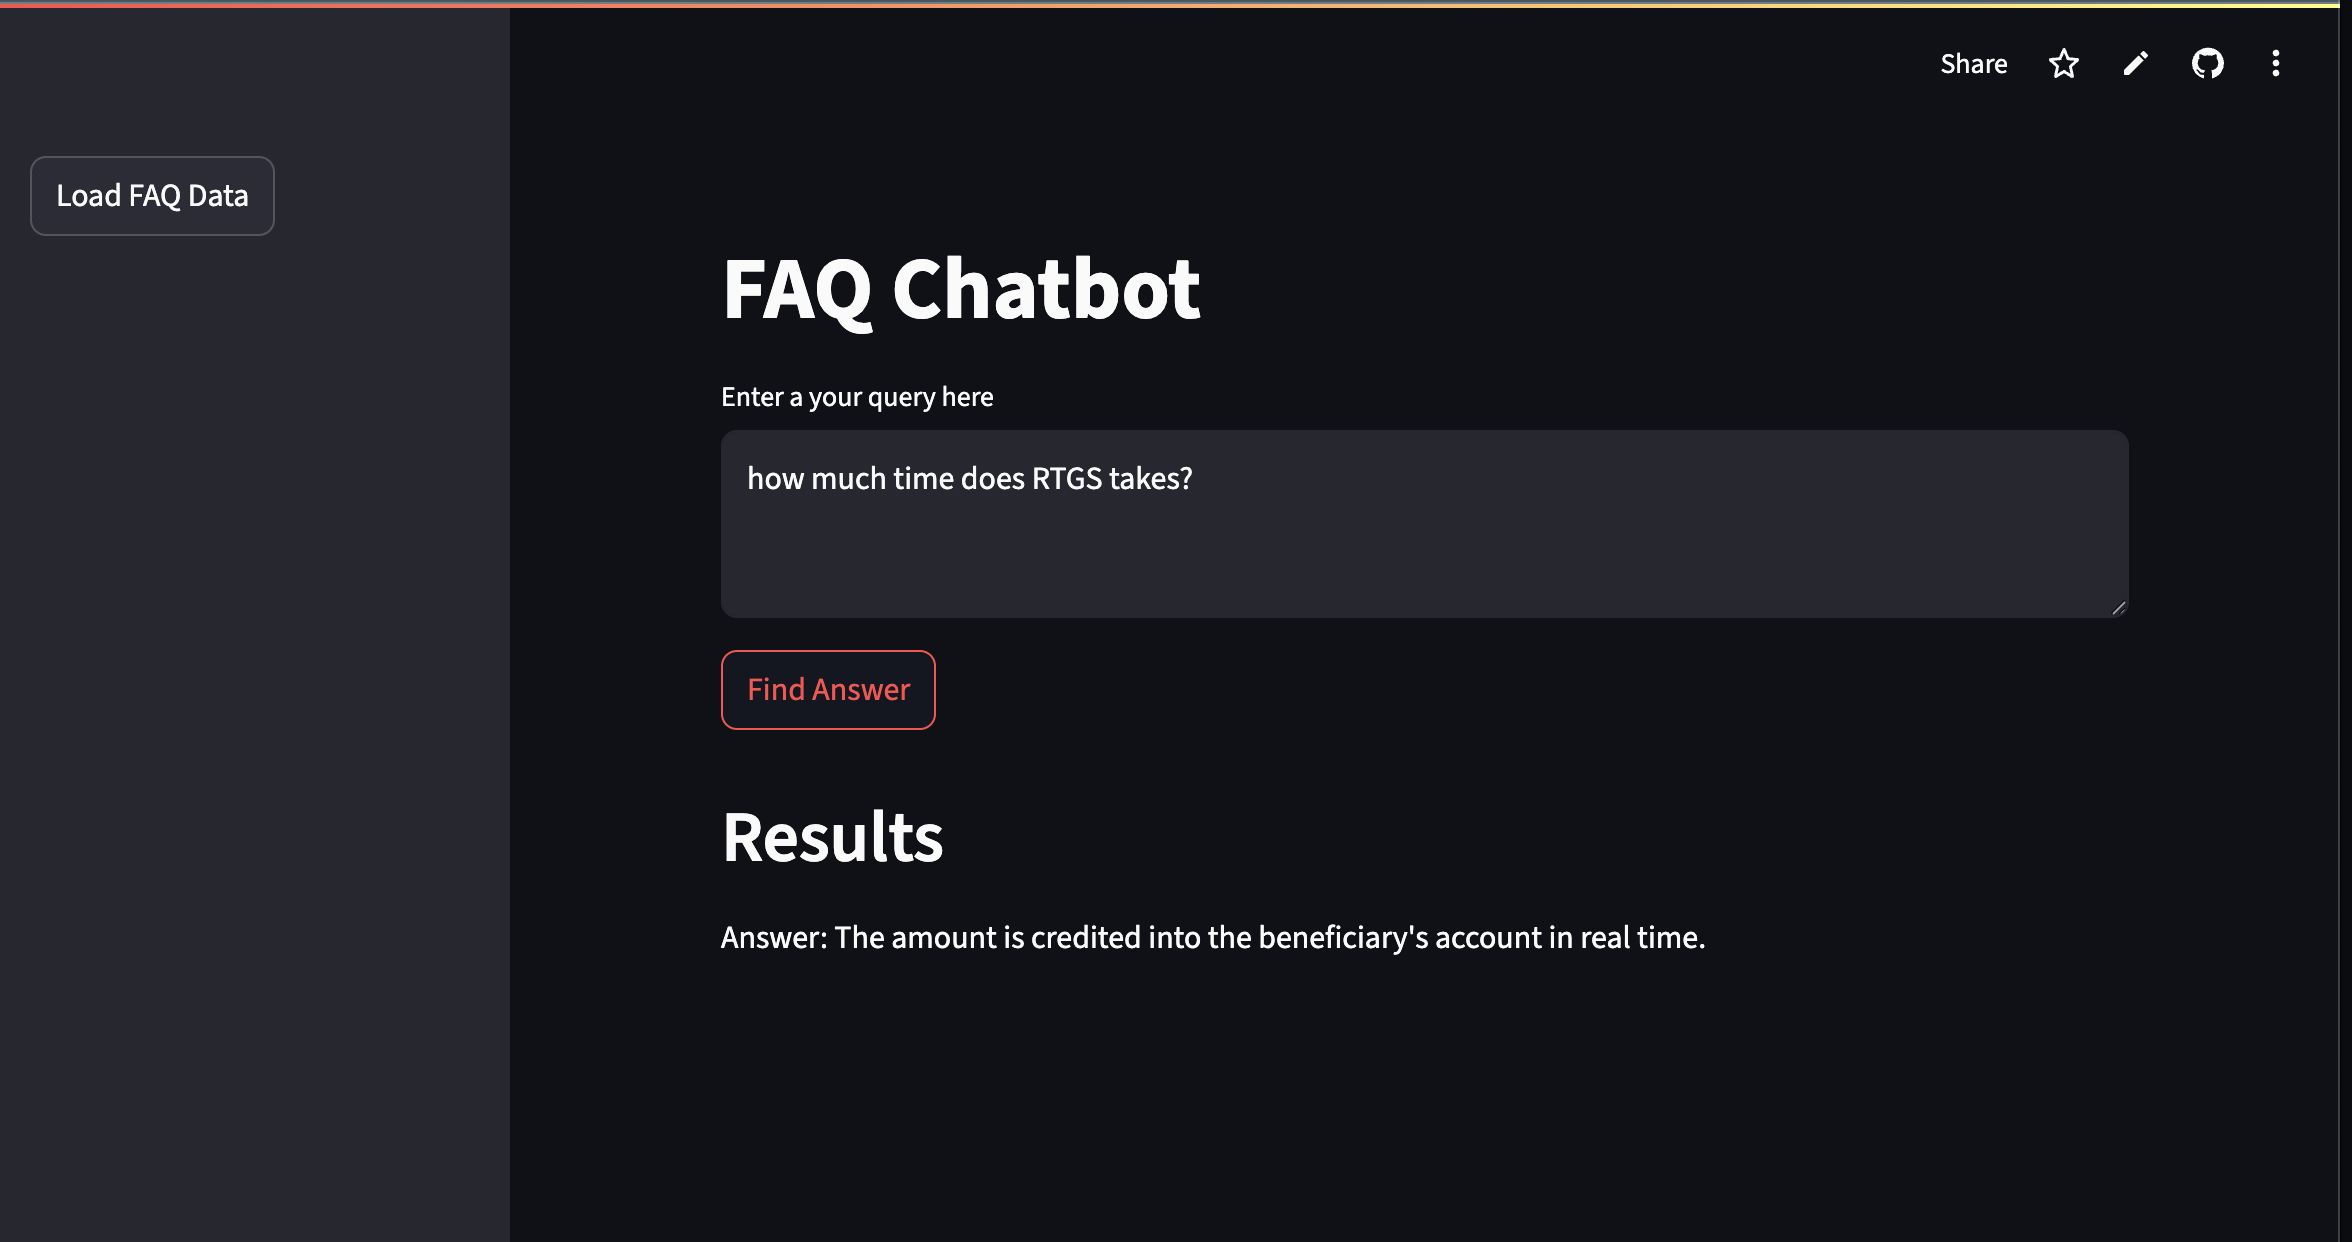 Share
Load FAQ Data
FAQ Chatbot
Enter a your query here
how much time does RTGS takes?
Find Answer
Results
Answer: The amount is credited into the beneficiary's account in real time.